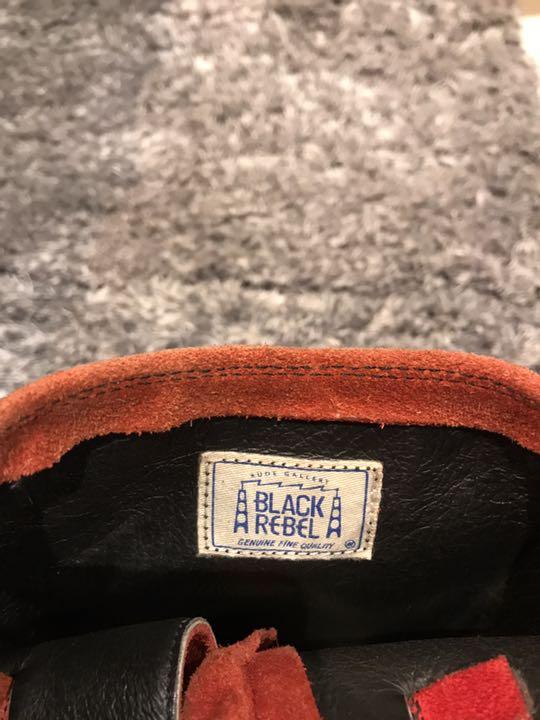 RUDE GALLERY
BLACK
REBEL
GENUINE FINE QUALITY
®